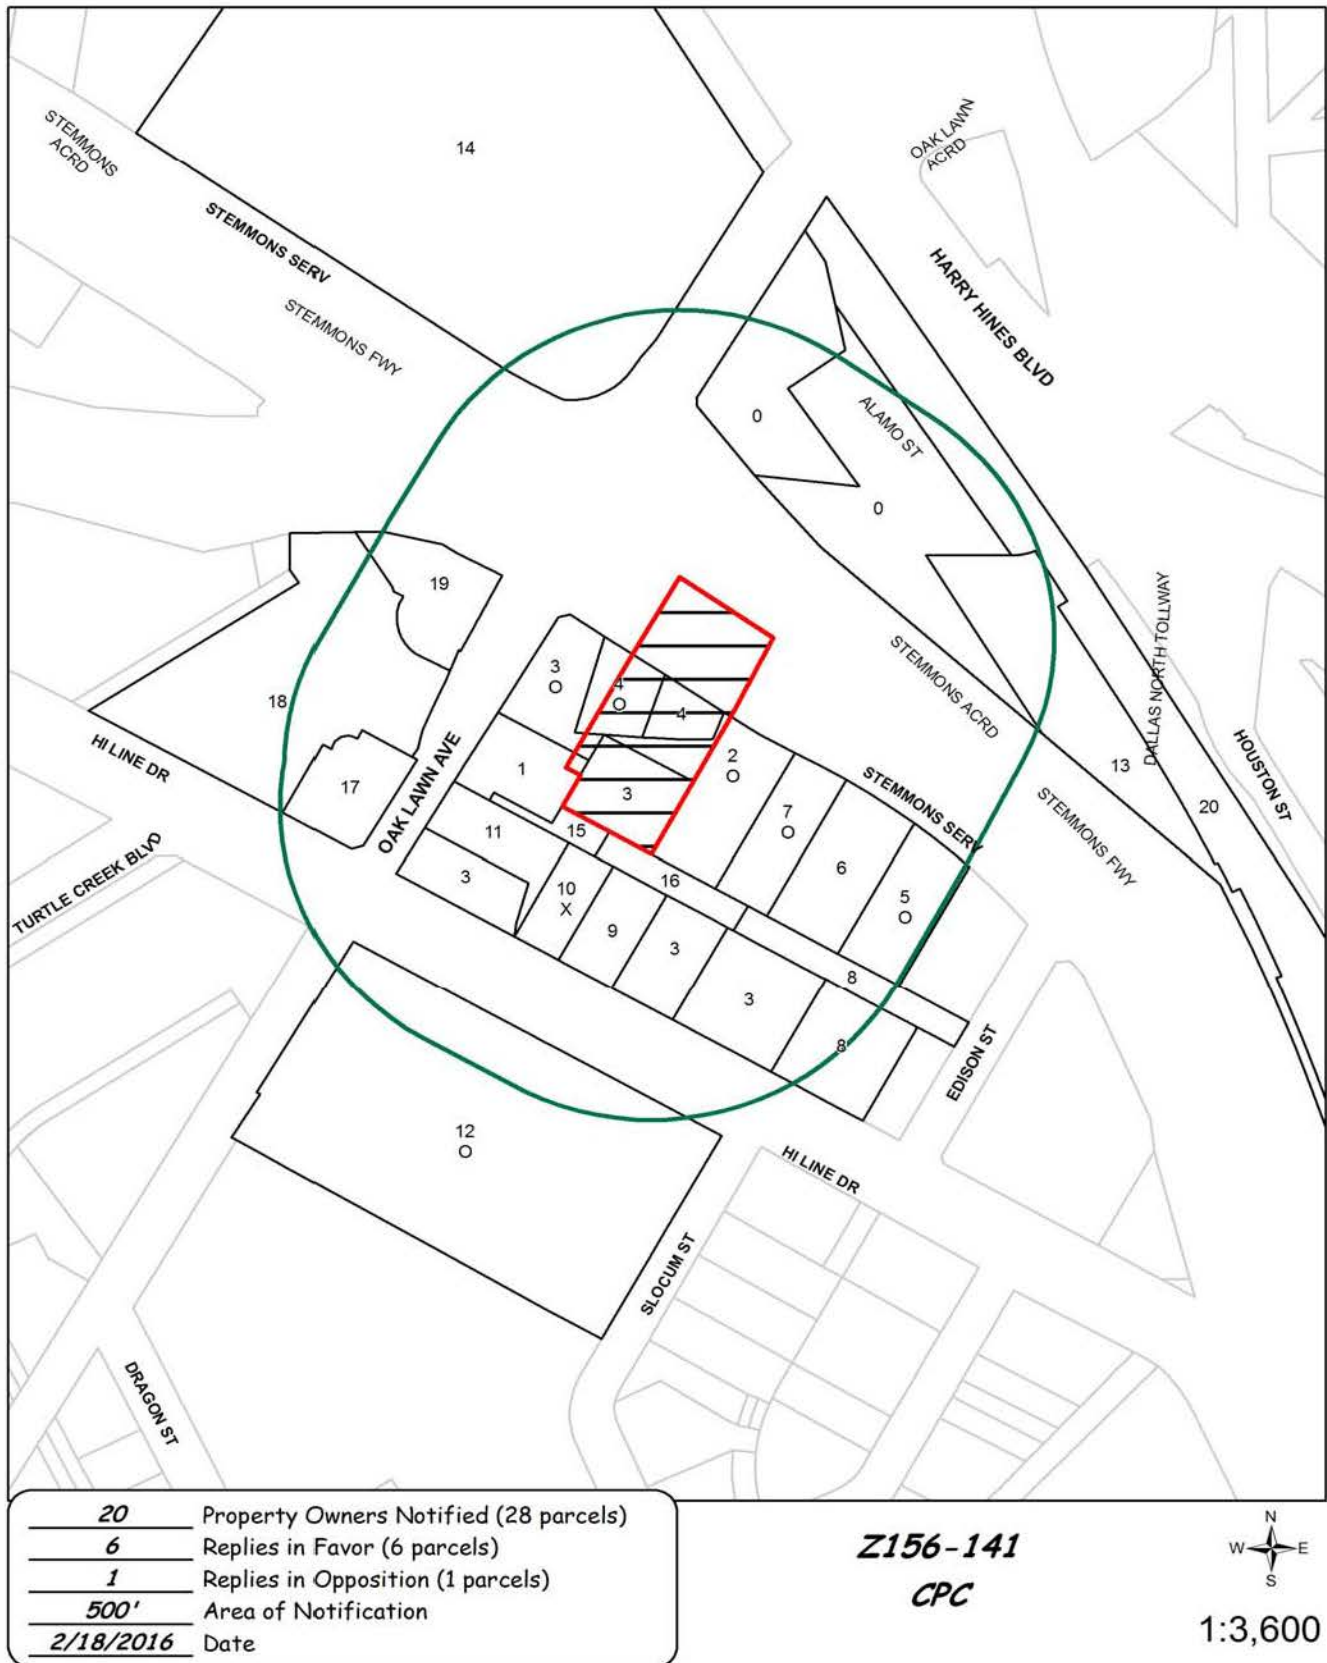 14
STEMMONS
ACRD
OAK LAWN
ACRD
STEMMONS SERV
HARRY HINES BLVD
STEMMONS FWY
0
ALAMO ST
0
19
DALLAS NORTH TOLLWAY
3
O
4
O
4
STEMMONS ACRD
18
HI LINE DR
OAK LAWN AVE
1
2
O
STEMMONS SERV
13
HOUSTON ST
17
3
7
O
STEMMONS FWY
20
11
15
6
TURTLE CREEK BLVD
3
10
X
16
5
O
9
3
8
3
8
EDISON ST
12
O
HI LINE DR
SLOCUM ST
DRAGON ST
20 Property Owners Notified (28 parcels)
6 Replies in Favor (6 parcels)
1 Replies in Opposition (1 parcels)
500' Area of Notification
2/18/2016 Date
Z156-141
CPC
N
W E
S
1:3,600